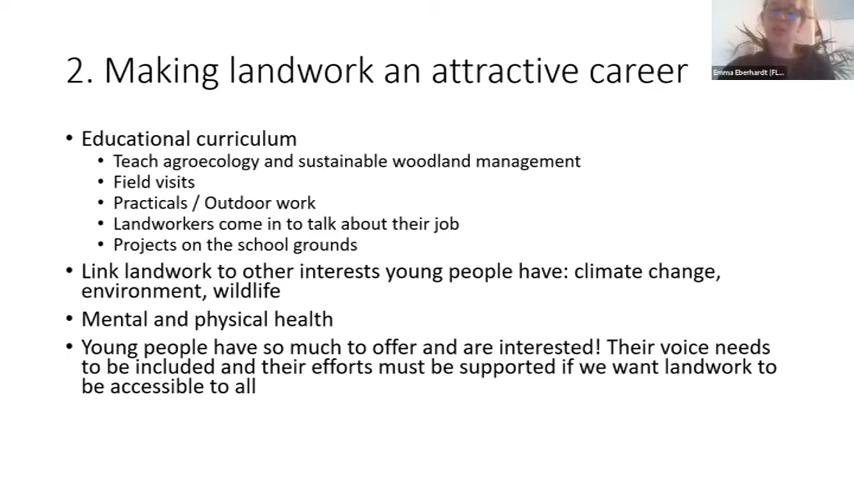 2. Making landwork an attractive career
Emma Eberhardt (FL...
• Educational curriculum
• Teach agroecology and sustainable woodland management
• Field visits
• Practicals / Outdoor work
• Landworkers come in to talk about their job
• Projects on the school grounds
• Link landwork to other interests young people have: climate change,
environment, wildlife
• Mental and physical health
• Young people have so much to offer and are interested! Their voice needs
to be included and their efforts must be supported if we want landwork to
be accessible to all